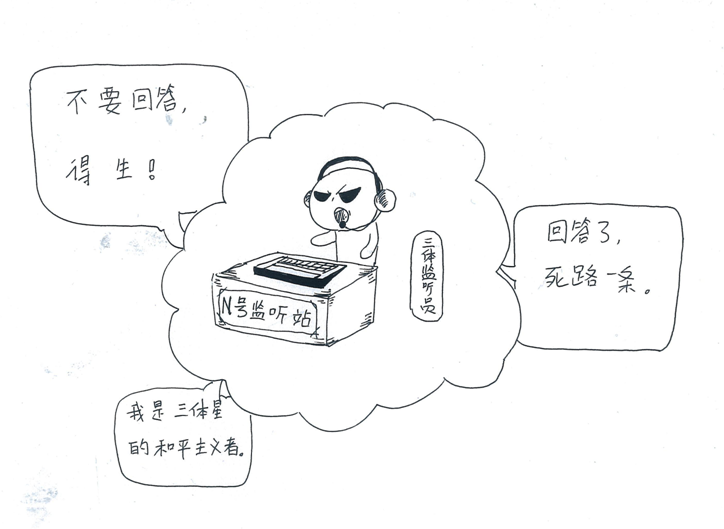 不要回答,
得生!
回答了,
死路一条。
三体监听员
N号监听站
我是三体星
的和平主义者。